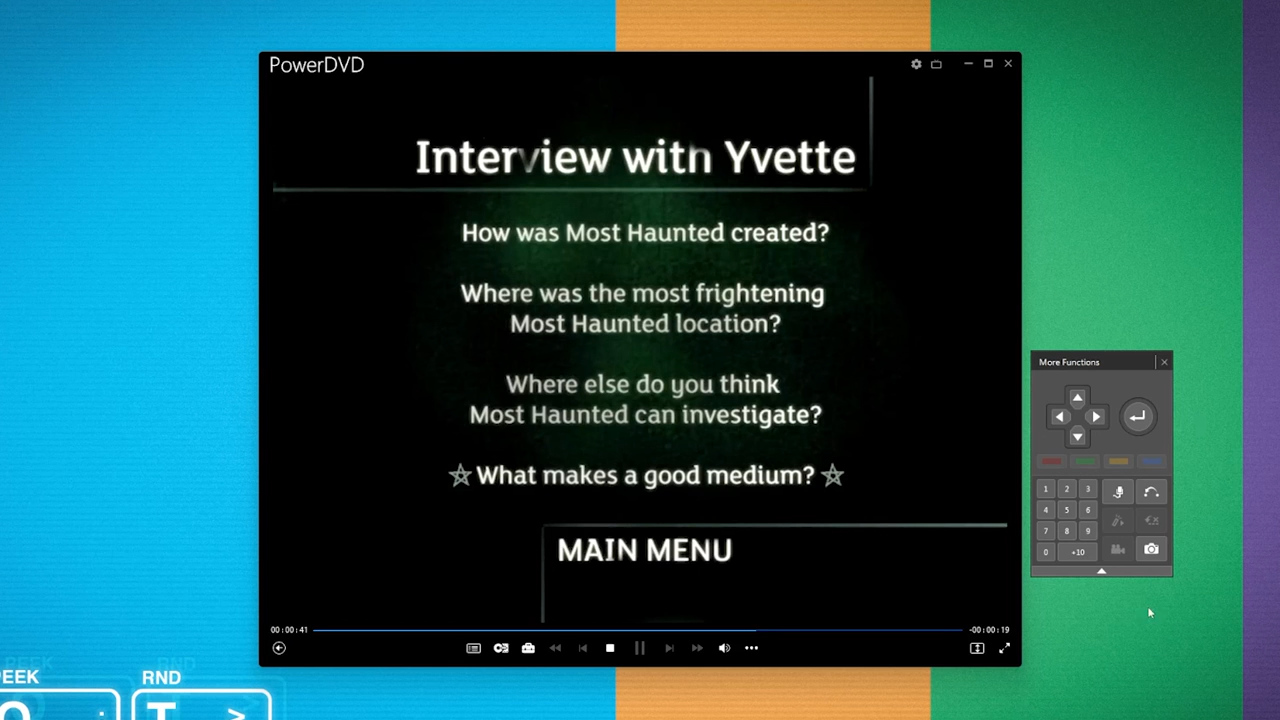 PowerDVD
Interview with Yvette
How was Most Haunted created?
Where was the most frightening
Most Haunted location?
Where else do you think
Most Haunted can investigate?
What makes a good medium?
MAIN MENU
00:00:41
-00:00:19
More Functions
1 2 3
4 5 6
7 8 9
0 +10
EEK
RND
T >